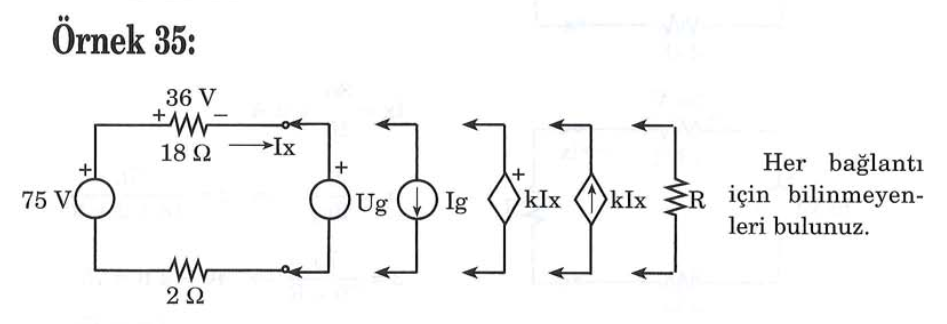 Örnek 35:
36 V
+ −
18 Ω → Ix
+ + +
75 V Ug Ig kIx kIx R
2 Ω
Her bağlantı
için bilinmeyen-
leri bulunuz.